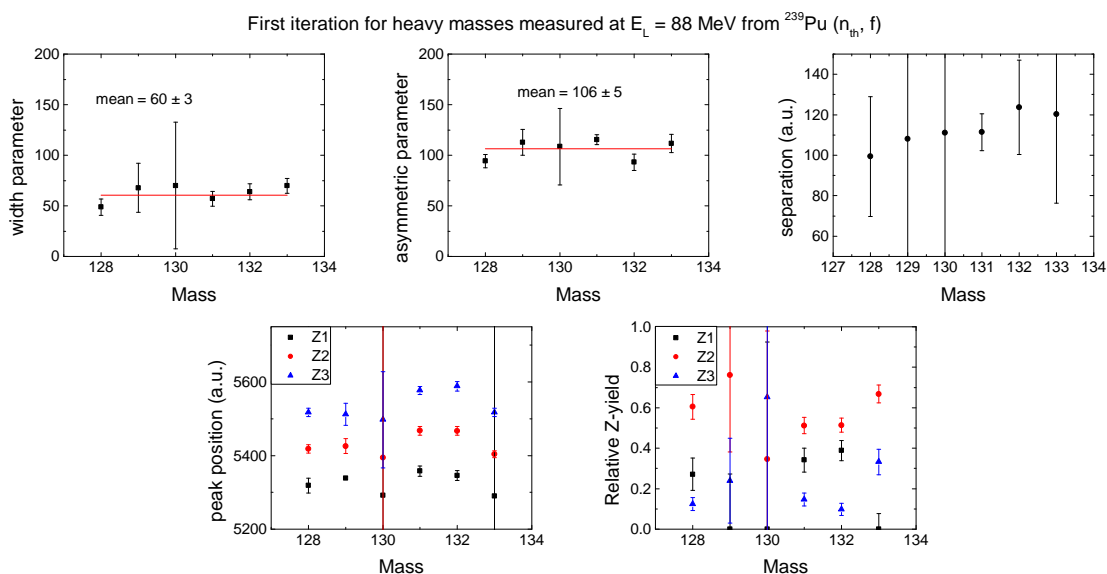 First iteration for heavy masses measured at E_L = 88 MeV from ²³⁹Pu (n_th, f)
200
150
100
50
0
width parameter
mean = 60 ± 3
128 130 132 134
Mass
200
150
100
50
0
asymmetric parameter
mean = 106 ± 5
128 130 132 134
Mass
140
120
100
80
60
separation (a.u.)
127 128 129 130 131 132 133 134
Mass
5600
5400
5200
peak position (a.u.)
Z1
Z2
Z3
128 130 132 134
Mass
1.0
0.8
0.6
0.4
0.2
0.0
Relative Z-yield
Z1
Z2
Z3
128 130 132 134
Mass